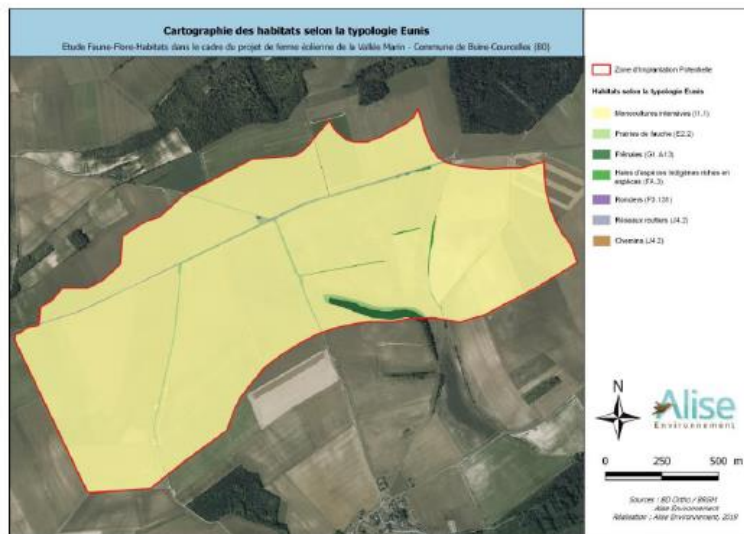 Cartographie des habitats selon la typologie Eunis
Etude Faune-Flore-Habitats dans le cadre du projet de ferme éolienne de la Vallée Marin - Commune de Bsine-Courcelles (80)
Zone d'Implantation Potentielle
Habitats selon la typologie Eunis
Monocultures intensives (I1.1)
Prairies de fauche (E2.2)
Frênaies (G1.A13)
Haies d'espèces indigènes riches en
espèces (FA.3)
Ronciers (F3.131)
Réseaux routiers (J4.2)
Chemins (J4.2)
N
Alise
Environnement
0 250 500 m
Sources : BD Ortho / BRGM
Alise Environnement
Réalisation : Alise Environnement, 2019